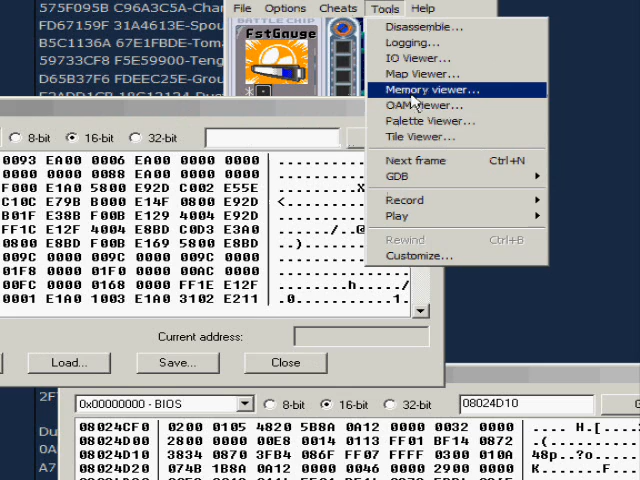 575F095B C96A3C5A-Char
FD67159F 31A4613E-Spou
B5C1136A 67E1FBDE-Toma
59733CF8 F5E59900-Teng
D65B37F6 FDEEC25E-Grou
File Options Cheats Tools Help
BATTLE CHIP
FstGauge
*
Disassemble...
Logging...
IO Viewer...
Map Viewer...
Memory viewer...
OAM Viewer...
Palette Viewer...
Tile Viewer...
Next frame Ctrl+N
GDB
Record
Play
Rewind Ctrl+B
Customize...
8-bit 16-bit 32-bit
0093 EA00 0006 EA00 0000 0000
0000 0000 0088 EA00 0000 0000
F000 E1A0 5800 E92D C002 E55E
C10C E79B B000 E14F 0800 E92D
B01F E38B F00B E129 4004 E92D
FF1C E12F 4004 E8BD C0D3 E3A0
0800 E8BD F00B E169 5800 E8BD
009C 0000 009C 0000 009C 0000
01F8 0000 01F0 0000 00AC 0000
00FC 0000 0168 0000 FF1E E12F
0001 E1A0 1003 E1A0 3102 E211
Current address:
Load... Save... Close
2F
Du
0A
A7
0x00000000 - BIOS 8-bit 16-bit 32-bit 08024D10 G
08024CF0 0200 0105 4820 5B8A 0A12 0000 0032 0000 .... H.[...
08024D00 2800 0000 00E8 0014 0113 FF01 BF14 0872
08024D10 3834 0870 3FB4 086F FF07 FFFF 0300 010A
08024D20 074B 1B8A 0A12 0000 0046 0000 2900 0000